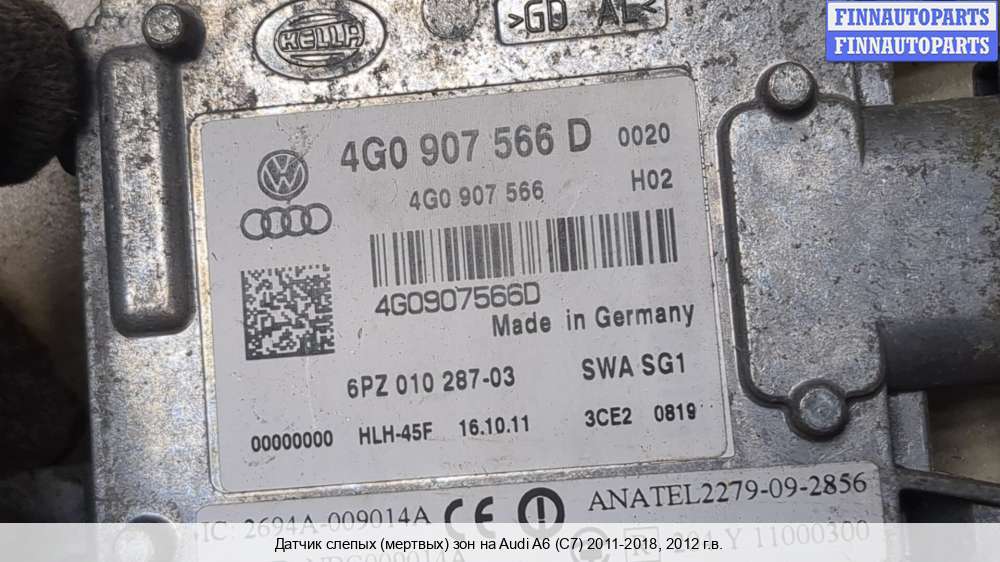 FINNAUTOPARTS
FINNAUTOPARTS
HELLA
>GD AL<
4G0 907 566 D 0020
4G0 907 566 H02
4G0907566D
Made in Germany
6PZ 010 287-03 SWA SG1
00000000 HLH-45F 16.10.11 3CE2 0819
IC: 2694A-009014A CE ANATEL2279-09-2856
Y 11000300
Датчик слепых (мертвых) зон на Audi A6 (C7) 2011-2018, 2012 г.в.